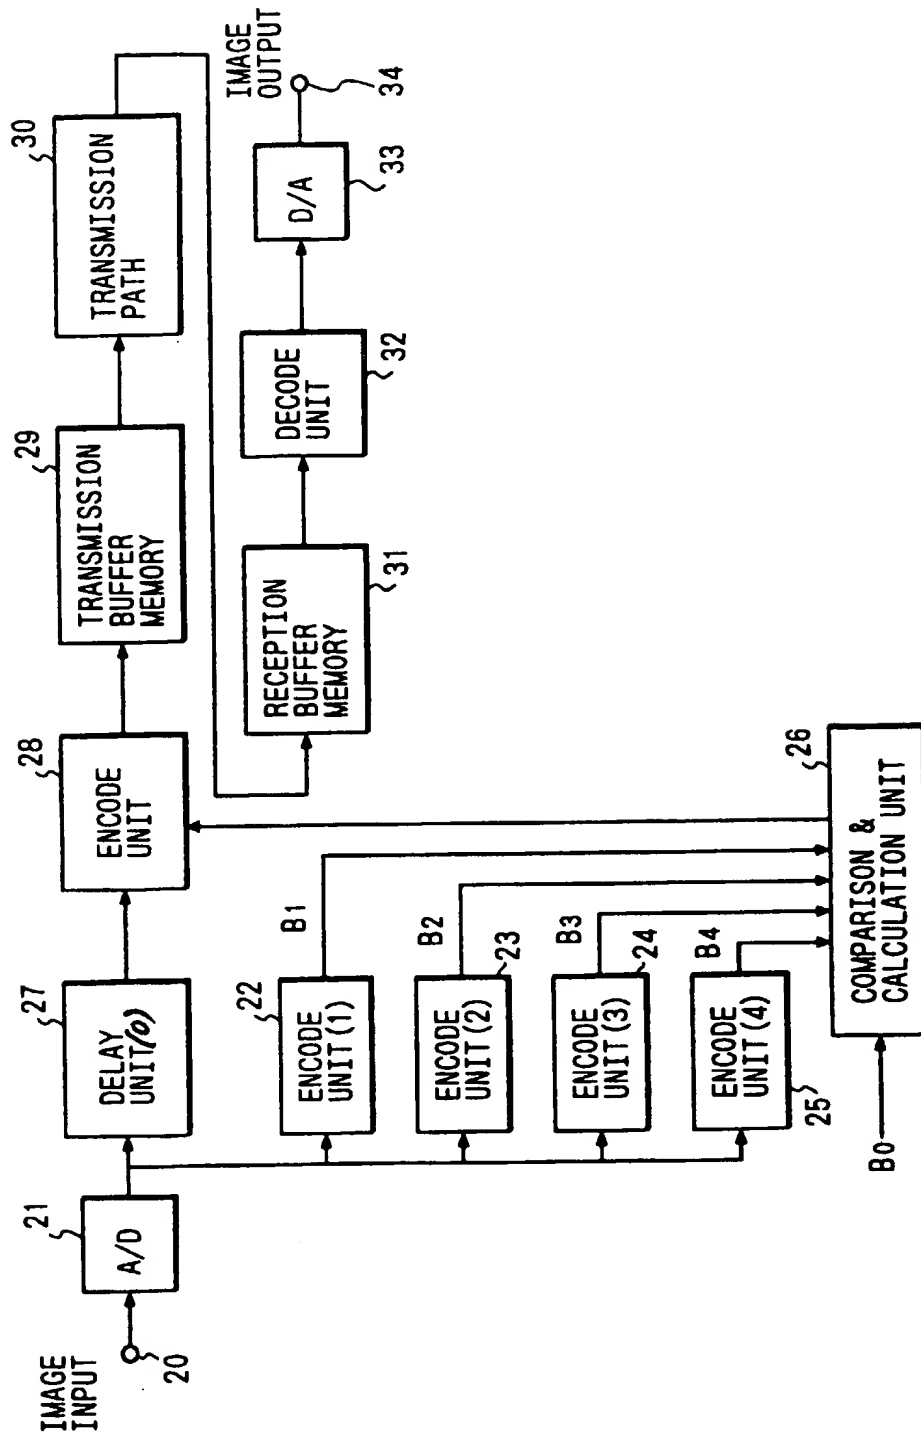 IMAGE
INPUT
20
21
A/D
27
DELAY
UNIT(0)
28
ENCODE
UNIT
29
TRANSMISSION
BUFFER
MEMORY
30
TRANSMISSION
PATH
22
ENCODE
UNIT(1)
B1
ENCODE
UNIT(2)
23
B2
ENCODE
UNIT(3)
24
B3
ENCODE
UNIT(4)
25
B4
B0
COMPARISON &
CALCULATION UNIT
26
RECEPTION
BUFFER
MEMORY
31
DECODE
UNIT
32
D/A
33
IMAGE
OUTPUT
34